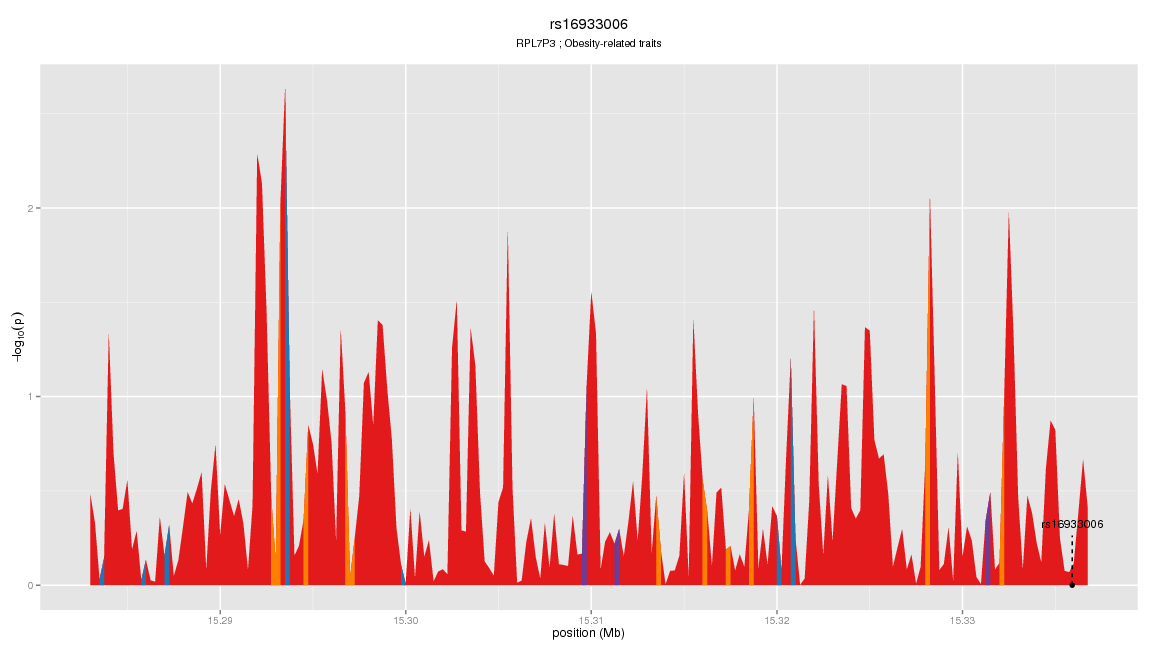 rs16933006
RPL7P3 ; Obesity-related traits
−log10(p)
2
1
0
rs16933006
15.29 15.30 15.31 15.32 15.33
position (Mb)